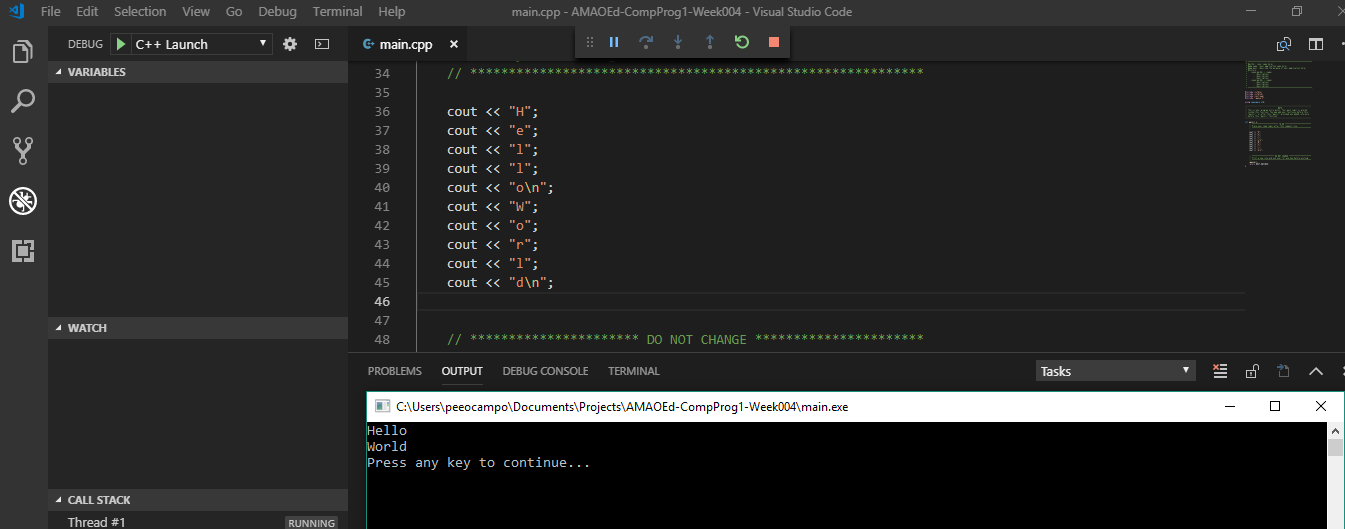 File Edit Selection View Go Debug Terminal Help main.cpp - AMAOEd-CompProg1-Week004 - Visual Studio Code
DEBUG C++ Launch
main.cpp
VARIABLES
34 // ***********************************************************
35
36 cout << "H";
37 cout << "e";
38 cout << "l";
39 cout << "l";
40 cout << "o\n";
41 cout << "W";
42 cout << "o";
43 cout << "r";
44 cout << "l";
45 cout << "d\n";
46
47
48 // ********************** DO NOT CHANGE **********************
WATCH
CALL STACK
Thread #1 RUNNING
PROBLEMS OUTPUT DEBUG CONSOLE TERMINAL Tasks
C:\Users\peeocampo\Documents\Projects\AMAOEd-CompProg1-Week004\main.exe
Hello
World
Press any key to continue...